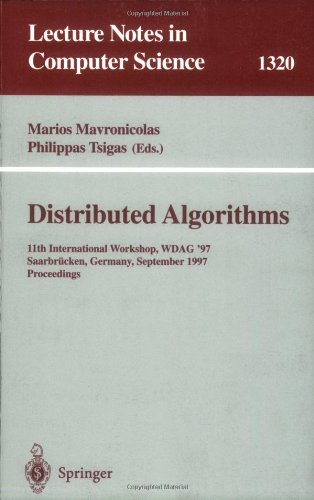 Lecture Notes in
Computer Science 1320
Marios Mavronicolas
Philippas Tsigas (Eds.)
Distributed Algorithms
11th International Workshop, WDAG '97
Saarbrücken, Germany, September 1997
Proceedings
Springer